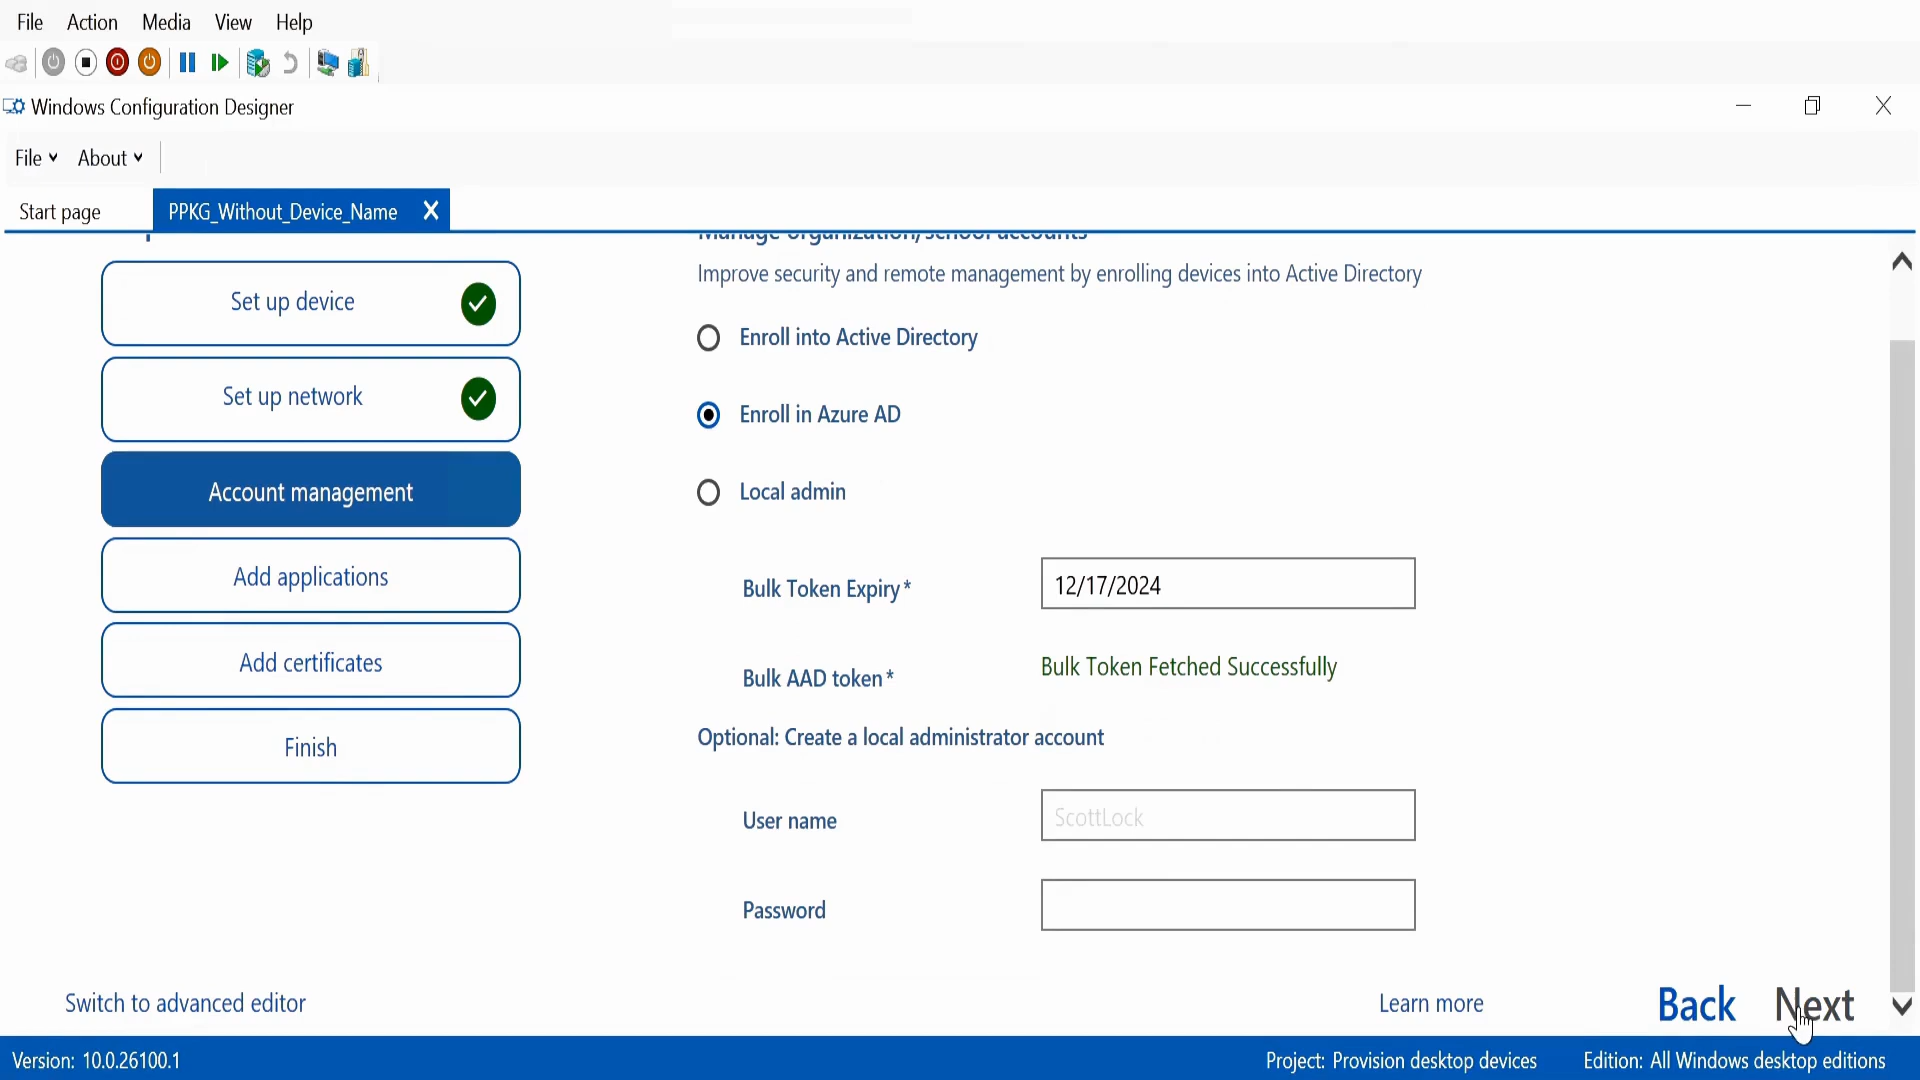 File Action Media View Help
Windows Configuration Designer
File About
Start page PPKG_Without_Device_Name
Manage organization/school accounts
Improve security and remote management by enrolling devices into Active Directory
Set up device
Enroll into Active Directory
Set up network
Enroll in Azure AD
Account management
Local admin
Add applications
Bulk Token Expiry* 12/17/2024
Add certificates
Bulk AAD token* Bulk Token Fetched Successfully
Finish
Optional: Create a local administrator account
User name ScottLock
Password
Switch to advanced editor Learn more Back Next
Version: 10.0.26100.1 Project: Provision desktop devices Edition: All Windows desktop editions